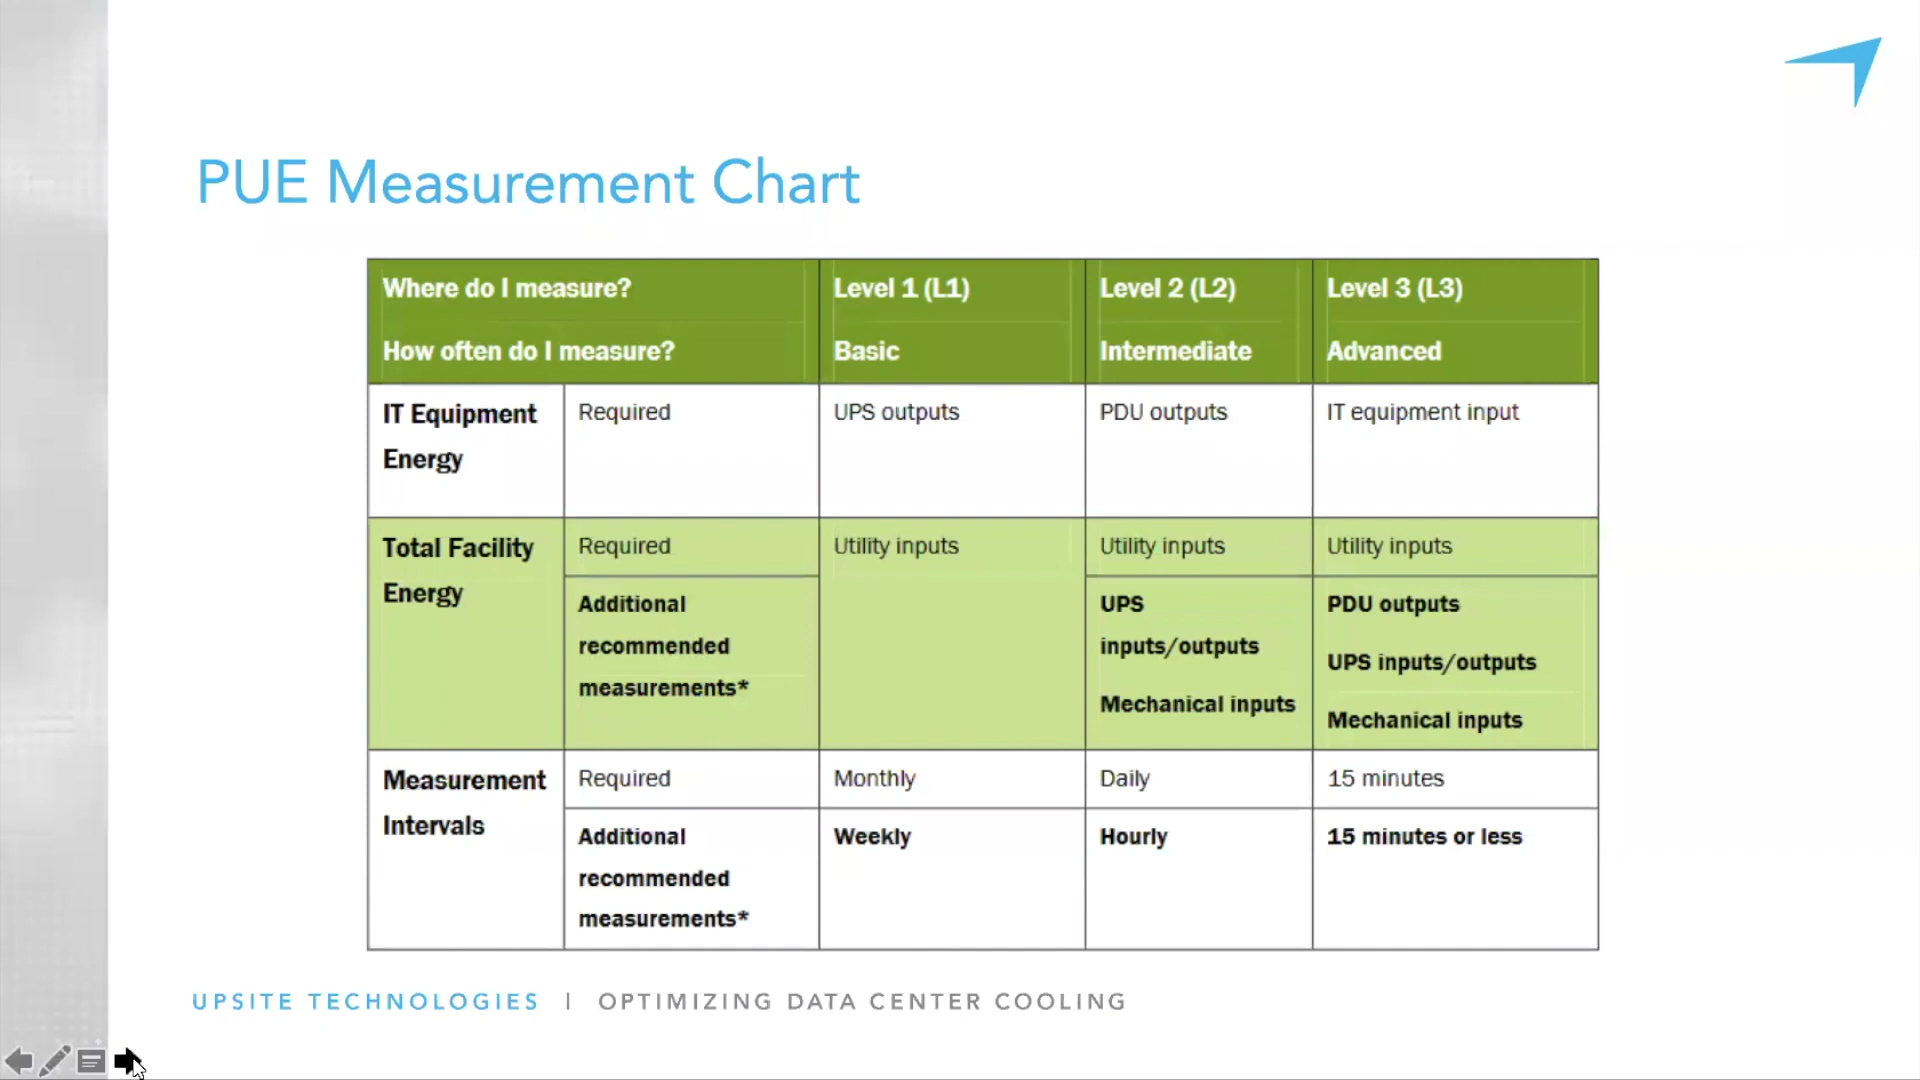 PUE Measurement Chart
Where do I measure?
How often do I measure?
Level 1 (L1)
Basic
Level 2 (L2)
Intermediate
Level 3 (L3)
Advanced
IT Equipment
Energy
Required
UPS outputs
PDU outputs
IT equipment input
Total Facility
Energy
Required
Utility inputs
Utility inputs
Utility inputs
Additional
recommended
measurements*
UPS
inputs/outputs
Mechanical inputs
PDU outputs
UPS inputs/outputs
Mechanical inputs
Measurement
Intervals
Required
Monthly
Daily
15 minutes
Additional
recommended
measurements*
Weekly
Hourly
15 minutes or less
UPSITE TECHNOLOGIES | OPTIMIZING DATA CENTER COOLING